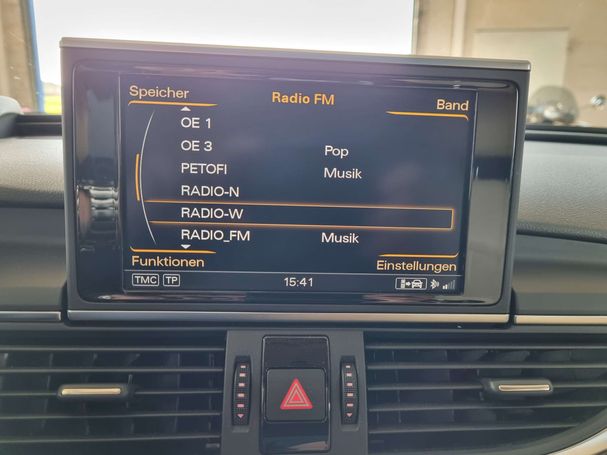 Speicher
Radio FM
Band
OE 1
OE 3 Pop
PETOFI Musik
RADIO-N
RADIO-W
RADIO_FM Musik
Funktionen
Einstellungen
TMC TP
15:41